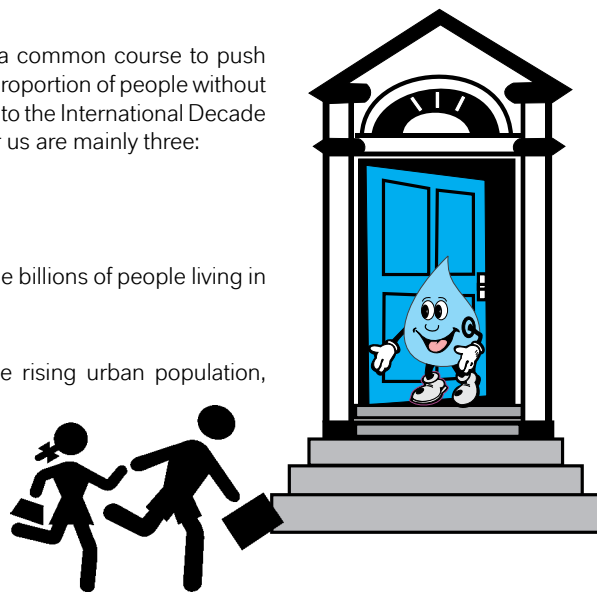 a common course to push
roportion of people without
to the International Decade
us are mainly three:
e billions of people living in
e rising urban population,